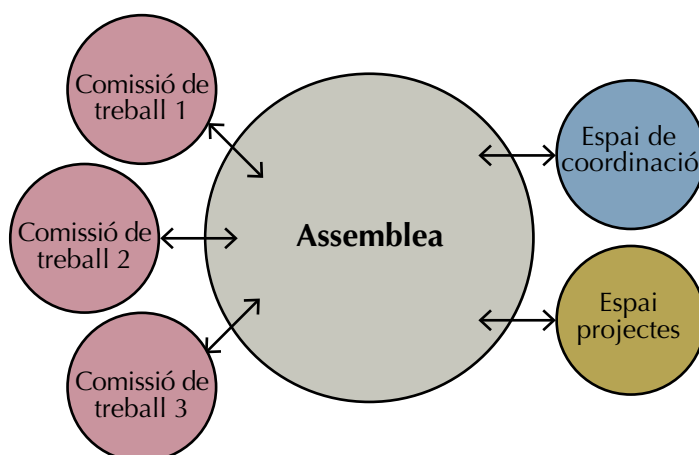 Comissió de
treball 1
Comissió de
treball 2
Comissió de
treball 3
Assemblea
Espai de
coordinació
Espai
projectes